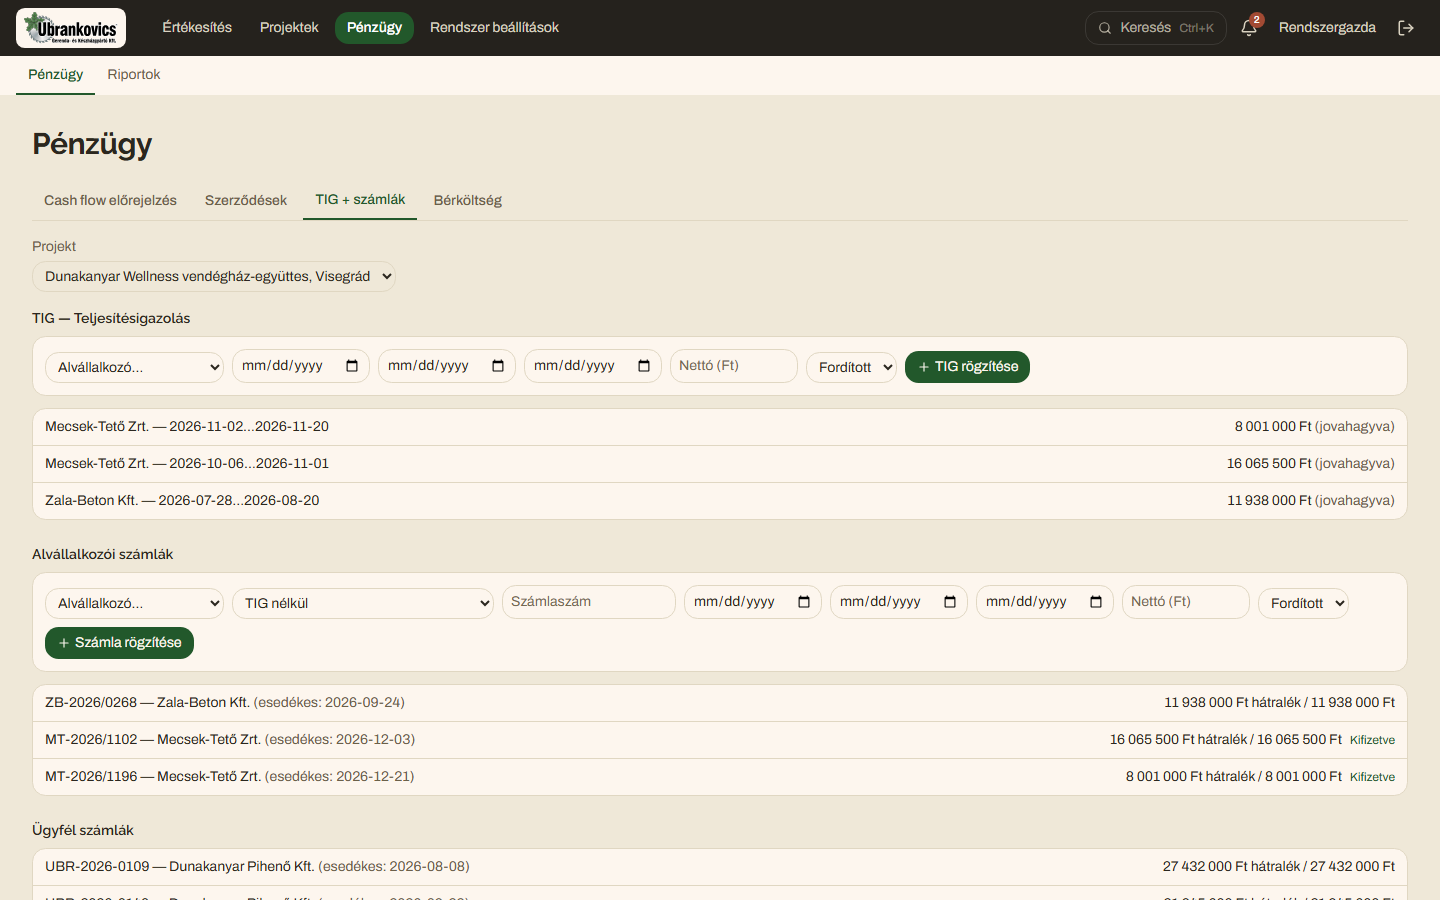 Ubrankovics
Gerenda- és Készházgyártó Kft.
Értékesítés Projektek Pénzügy Rendszer beállítások Keresés Ctrl+K 2 Rendszergazda
Pénzügy Riportok
Pénzügy
Cash flow előrejelzés Szerződések TIG + számlák Bérköltség
Projekt
Dunakanyar Wellness vendégház-együttes, Visegrád
TIG — Teljesítésigazolás
Alvállalkozó... mm/dd/yyyy mm/dd/yyyy mm/dd/yyyy Nettó (Ft) Fordított + TIG rögzítése
Mecsek-Tető Zrt. — 2026-11-02...2026-11-20 8 001 000 Ft (jovahagyva)
Mecsek-Tető Zrt. — 2026-10-06...2026-11-01 16 065 500 Ft (jovahagyva)
Zala-Beton Kft. — 2026-07-28...2026-08-20 11 938 000 Ft (jovahagyva)
Alvállalkozói számlák
Alvállalkozó... TIG nélkül Számlaszám mm/dd/yyyy mm/dd/yyyy mm/dd/yyyy Nettó (Ft) Fordított
+ Számla rögzítése
ZB-2026/0268 — Zala-Beton Kft. (esedékes: 2026-09-24) 11 938 000 Ft hátralék / 11 938 000 Ft
MT-2026/1102 — Mecsek-Tető Zrt. (esedékes: 2026-12-03) 16 065 500 Ft hátralék / 16 065 500 Ft Kifizetve
MT-2026/1196 — Mecsek-Tető Zrt. (esedékes: 2026-12-21) 8 001 000 Ft hátralék / 8 001 000 Ft Kifizetve
Ügyfél számlák
UBR-2026-0109 — Dunakanyar Pihenő Kft. (esedékes: 2026-08-08) 27 432 000 Ft hátralék / 27 432 000 Ft